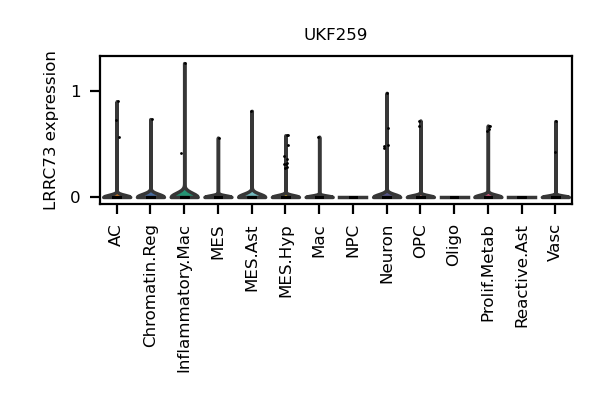 UKF259
LRRC73 expression
1
0
AC
Chromatin.Reg
Inflammatory.Mac
MES
MES.Ast
MES.Hyp
Mac
NPC
Neuron
OPC
Oligo
Prolif.Metab
Reactive.Ast
Vasc